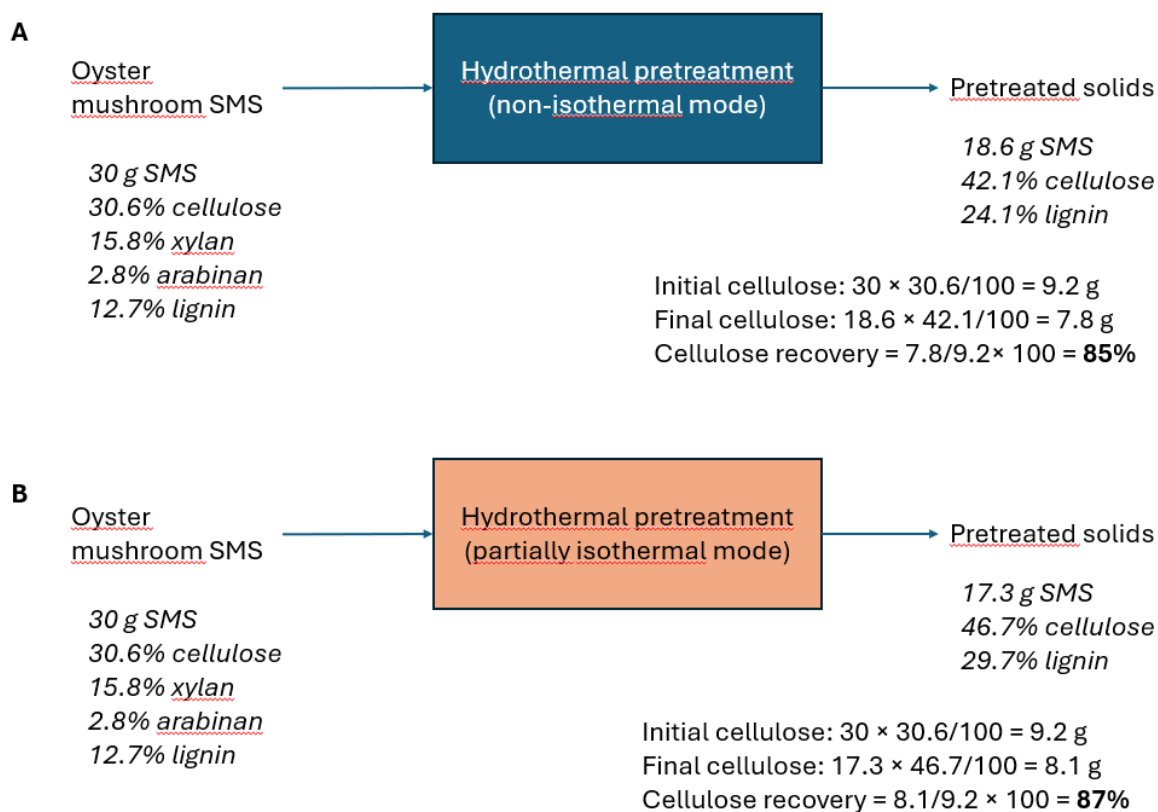 A
Oyster
mushroom SMS
Hydrothermal pretreatment
(non-isothermal mode)
Pretreated solids
30 g SMS
30.6% cellulose
15.8% xylan
2.8% arabinan
12.7% lignin
18.6 g SMS
42.1% cellulose
24.1% lignin
Initial cellulose: 30 × 30.6/100 = 9.2 g
Final cellulose: 18.6 × 42.1/100 = 7.8 g
Cellulose recovery = 7.8/9.2× 100 = 85%
B
Oyster
mushroom SMS
Hydrothermal pretreatment
(partially isothermal mode)
Pretreated solids
30 g SMS
30.6% cellulose
15.8% xylan
2.8% arabinan
12.7% lignin
17.3 g SMS
46.7% cellulose
29.7% lignin
Initial cellulose: 30 × 30.6/100 = 9.2 g
Final cellulose: 17.3 × 46.7/100 = 8.1 g
Cellulose recovery = 8.1/9.2 × 100 = 87%